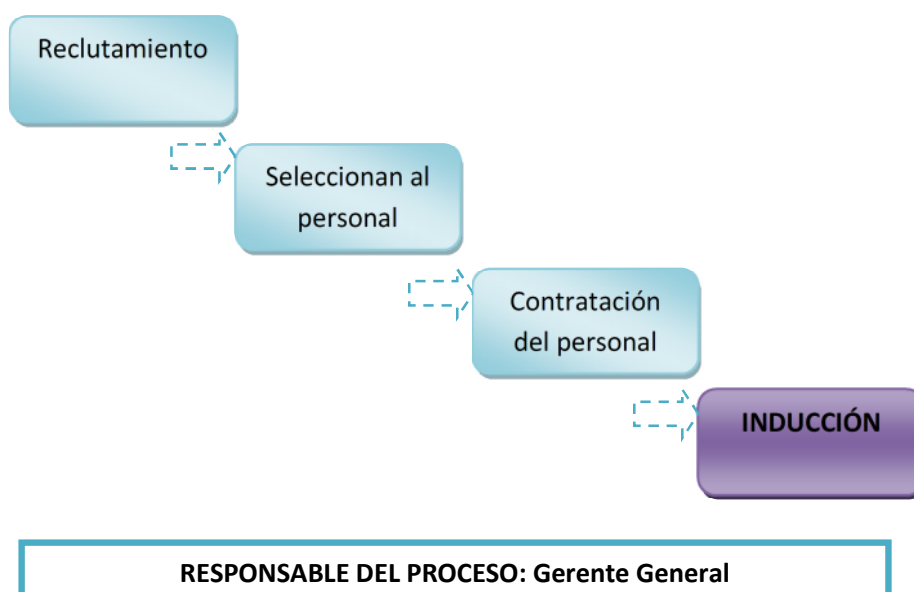 Reclutamiento
Seleccionan al
personal
Contratación
del personal
INDUCCIÓN
RESPONSABLE DEL PROCESO: Gerente General